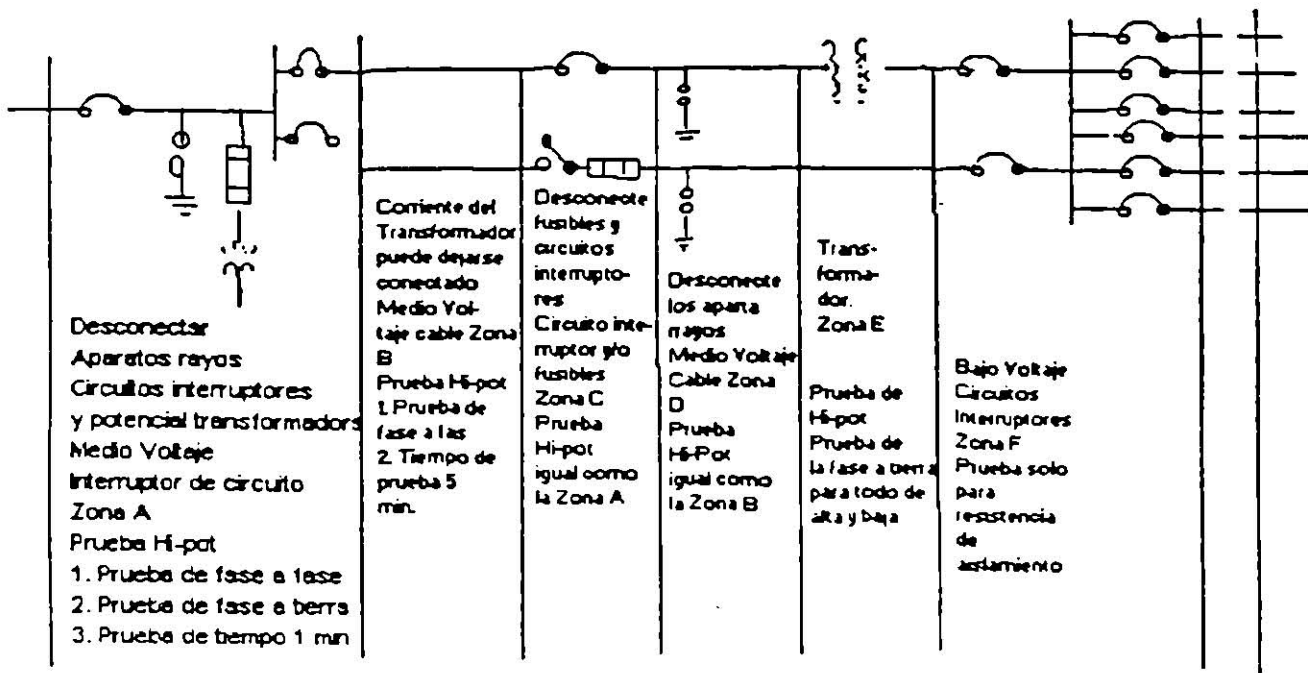 Desconectar
Aparatos rayos
Circuitos interruptores
y potencial transformadors
Medio Voltaje
Interruptor de circuito
Zona A
Prueba Hi-pot
1. Prueba de fase a fase
2. Prueba de fase a berra
3. Prueba de tiempo 1 min
Corriente del
Transformador
puede dejarse
conectado
Medio Vol-
taje cable Zona
B
Prueba Hi-pot
1. Prueba de
fase a las
2. Tiempo de
prueba 5
min.
Desconecte
fusibles y
circuitos
interrupto-
res
Circuito inte-
rruptor y/o
fusibles
Zona C
Prueba
Hi-pot
igual como
la Zona A
Desconecte
los aparta
rrayos
Medio Voltaje
Cable Zona
D
Prueba
Hi-Pot
igual como
la Zona B
Trans-
forma-
dor.
Zona E
Prueba de
Hi-pot
Prueba de
la fase a berra
para todo de
alta y baja
Bajo Voltaje
Circuitos
Interruptores
Zona F
Prueba solo
para
resistencia
de
aislamiento